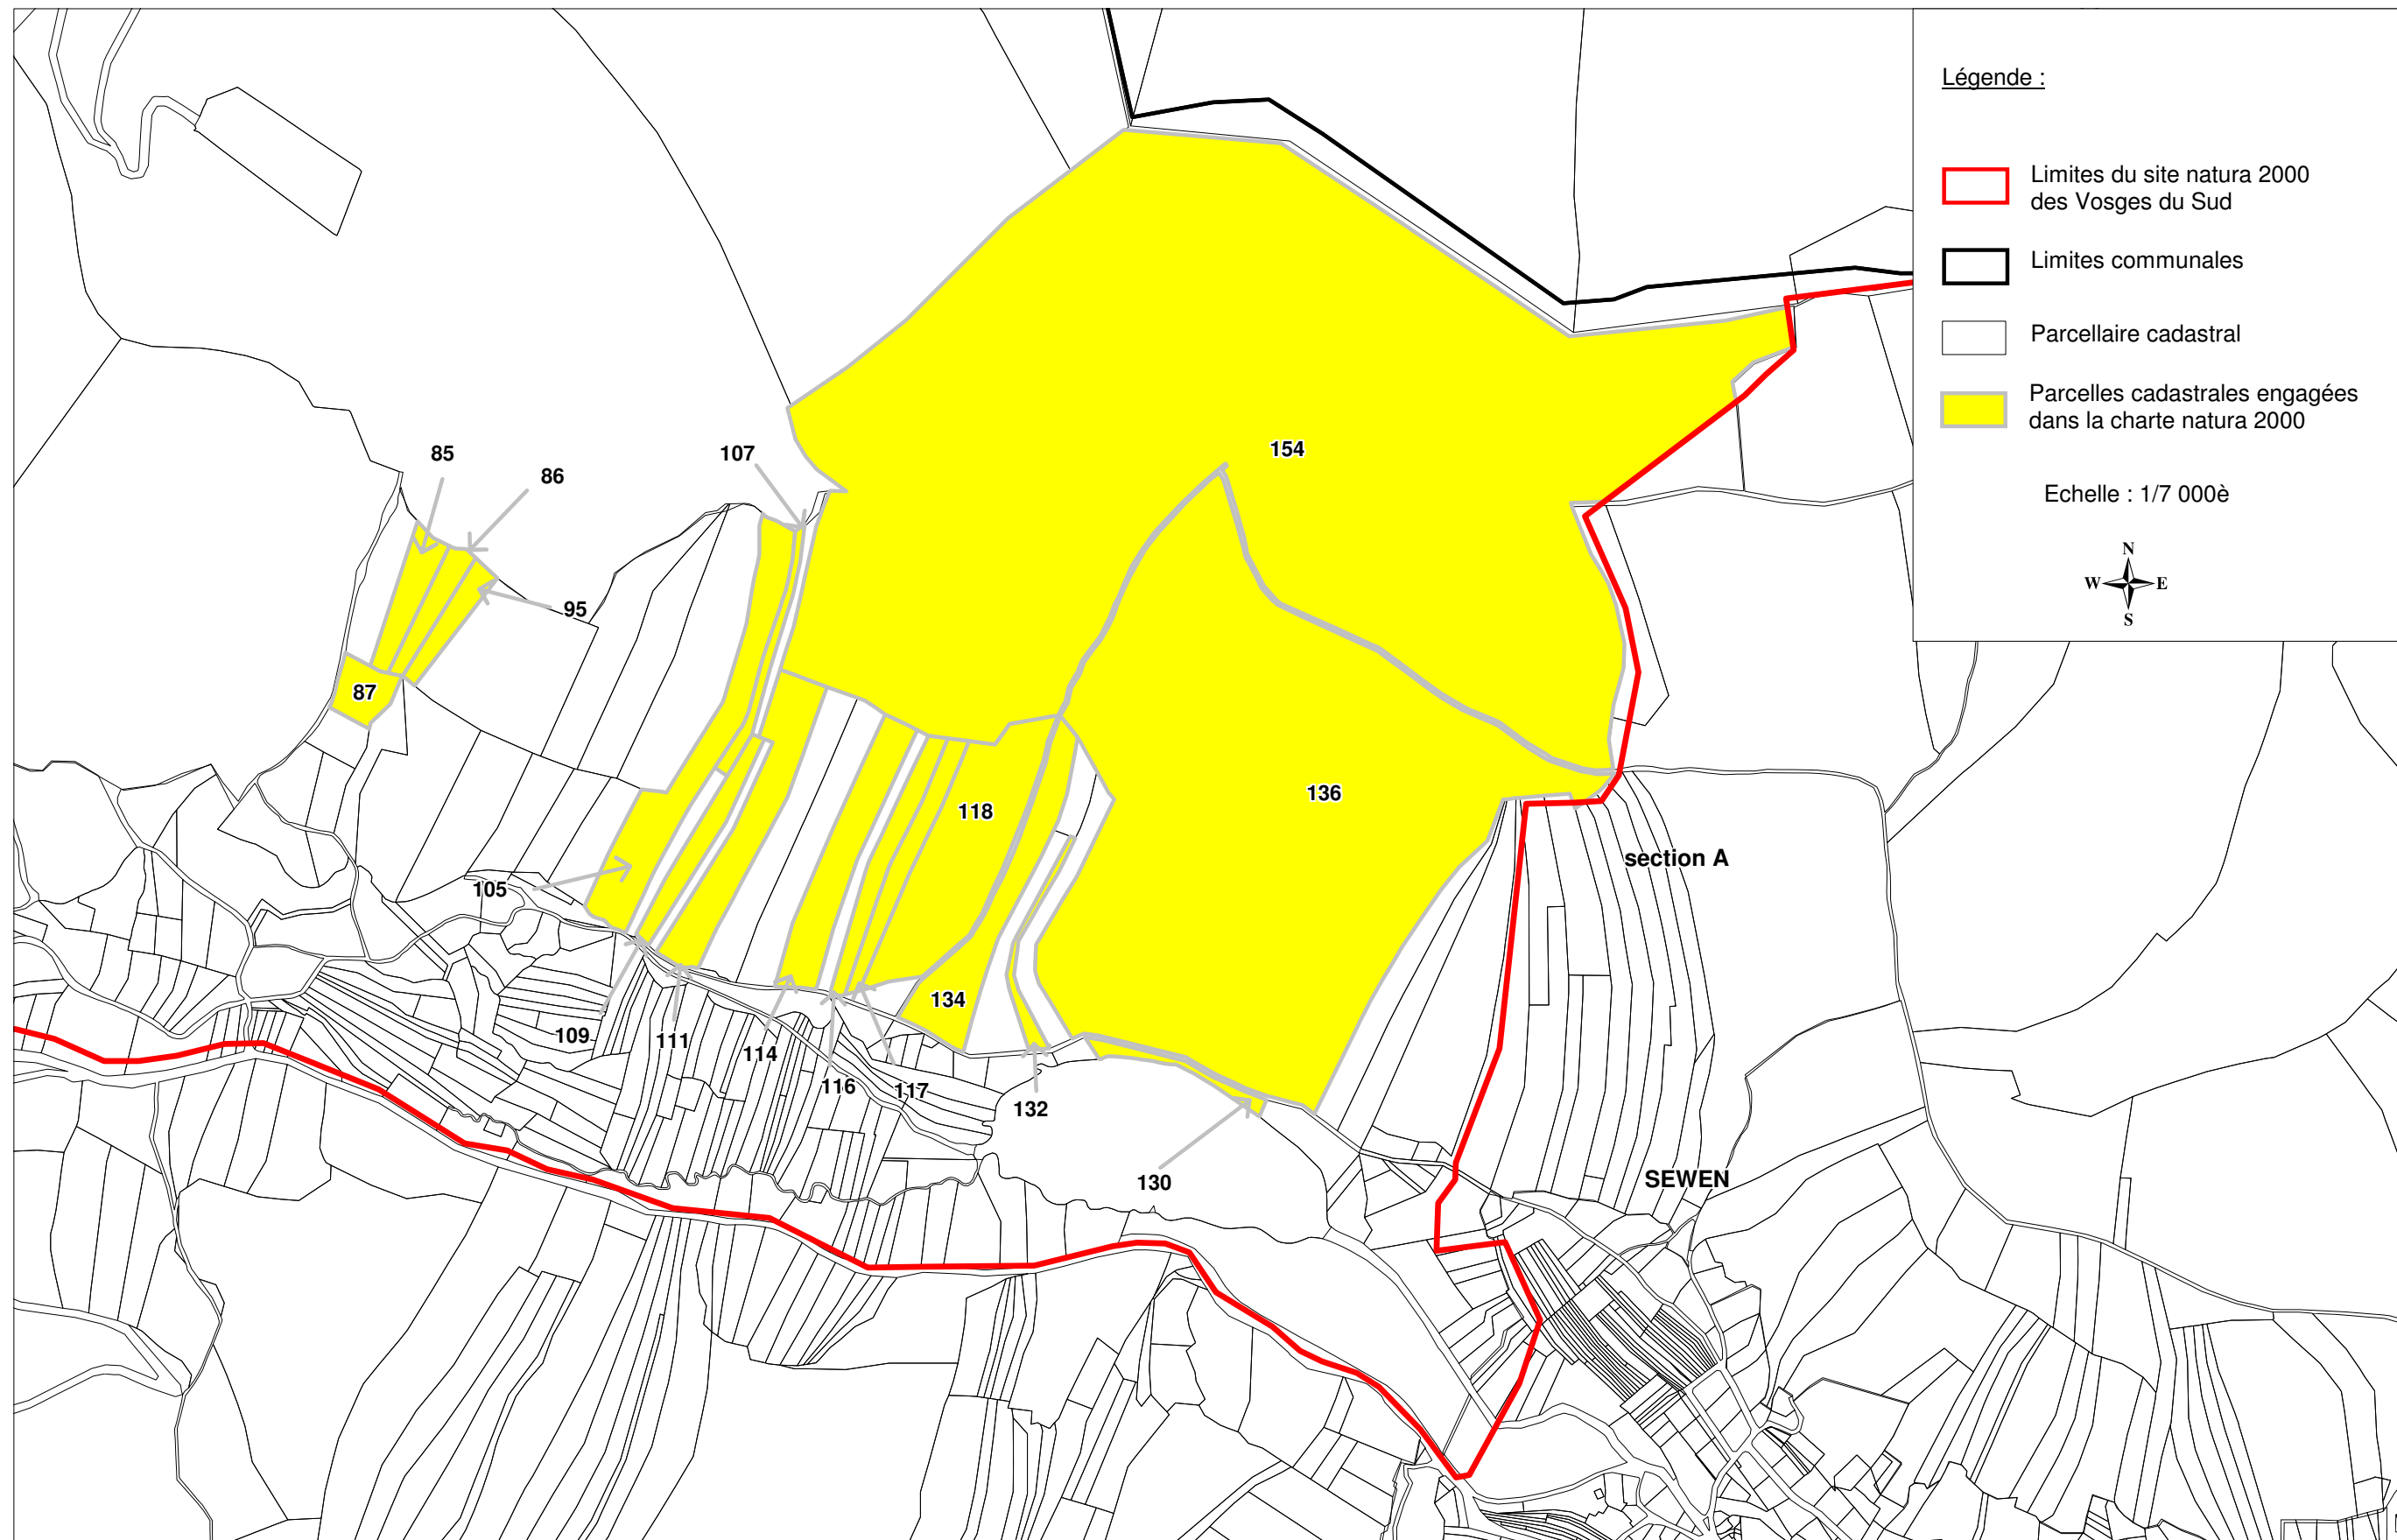 Légende :
Limites du site natura 2000
des Vosges du Sud
Limites communales
Parcellaire cadastral
Parcelles cadastrales engagées
dans la charte natura 2000
Echelle : 1/7 000è
N
W E
S
154
85
86
107
95
87
118
136
section A
105
134
109
111
114
116
117
132
130
SEWEN